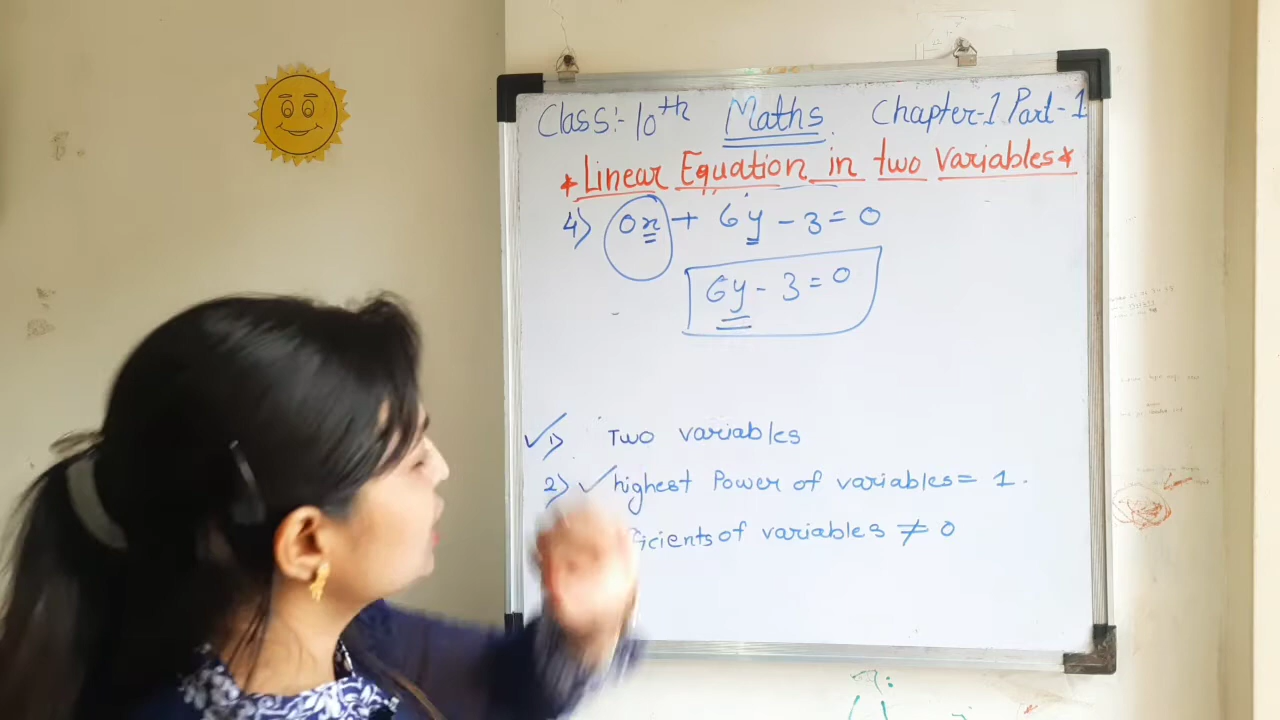 Class:- 10th Maths Chapter-1 Part-1
*Linear Equation in two Variables*
4) 0x + 6y - 3 = 0
6y - 3 = 0
1) Two variables
2) highest Power of variables = 1.
of variables ≠ 0